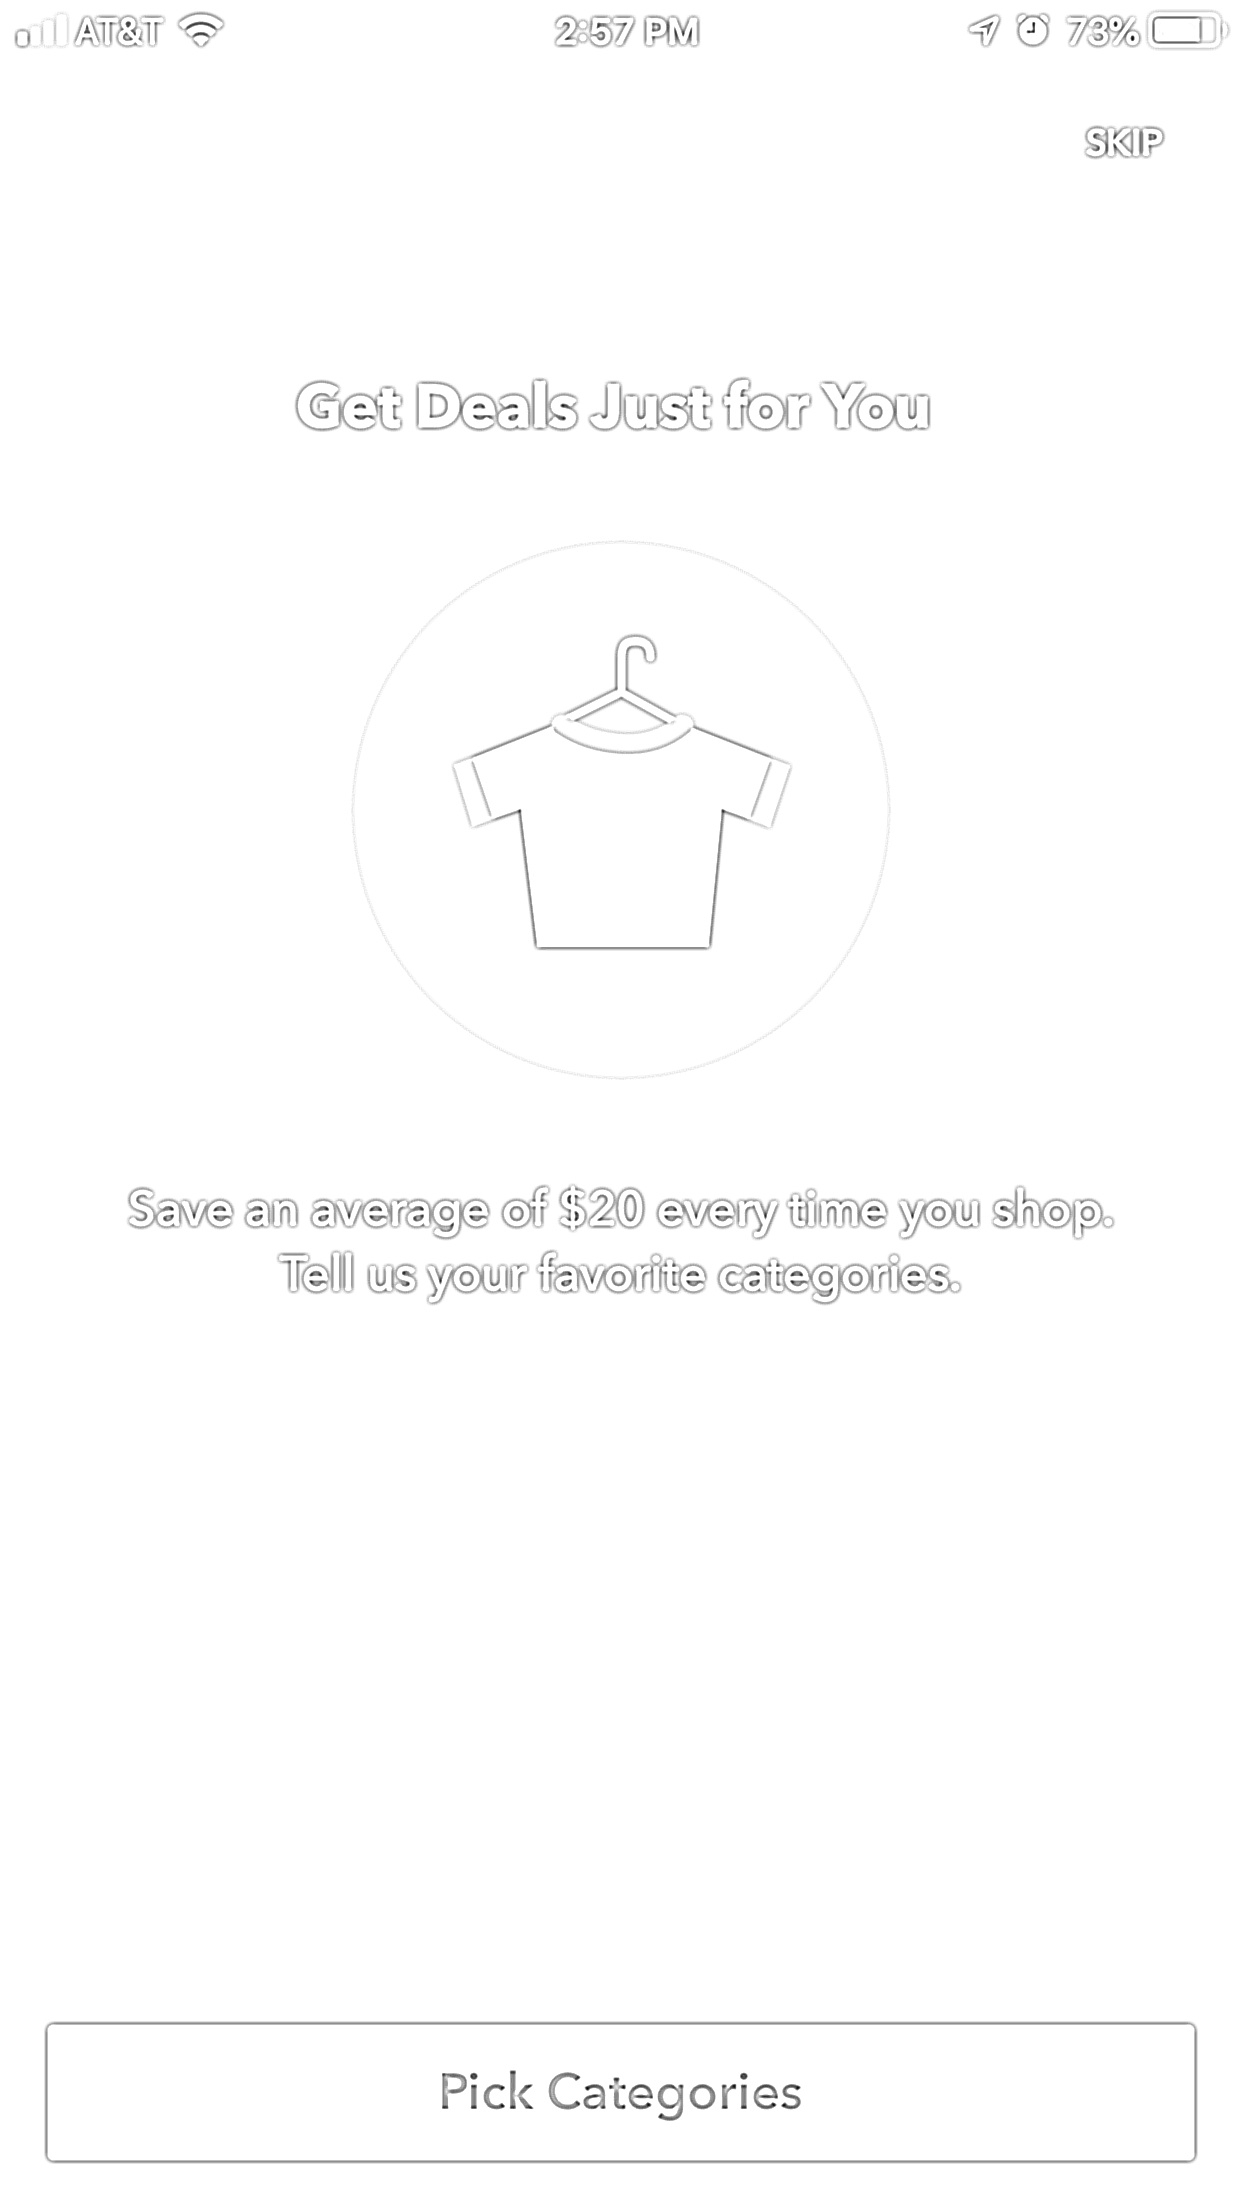 AT&T 2:57 PM 73%
SKIP
Get Deals Just for You
Save an average of $20 every time you shop.
Tell us your favorite categories.
Pick Categories